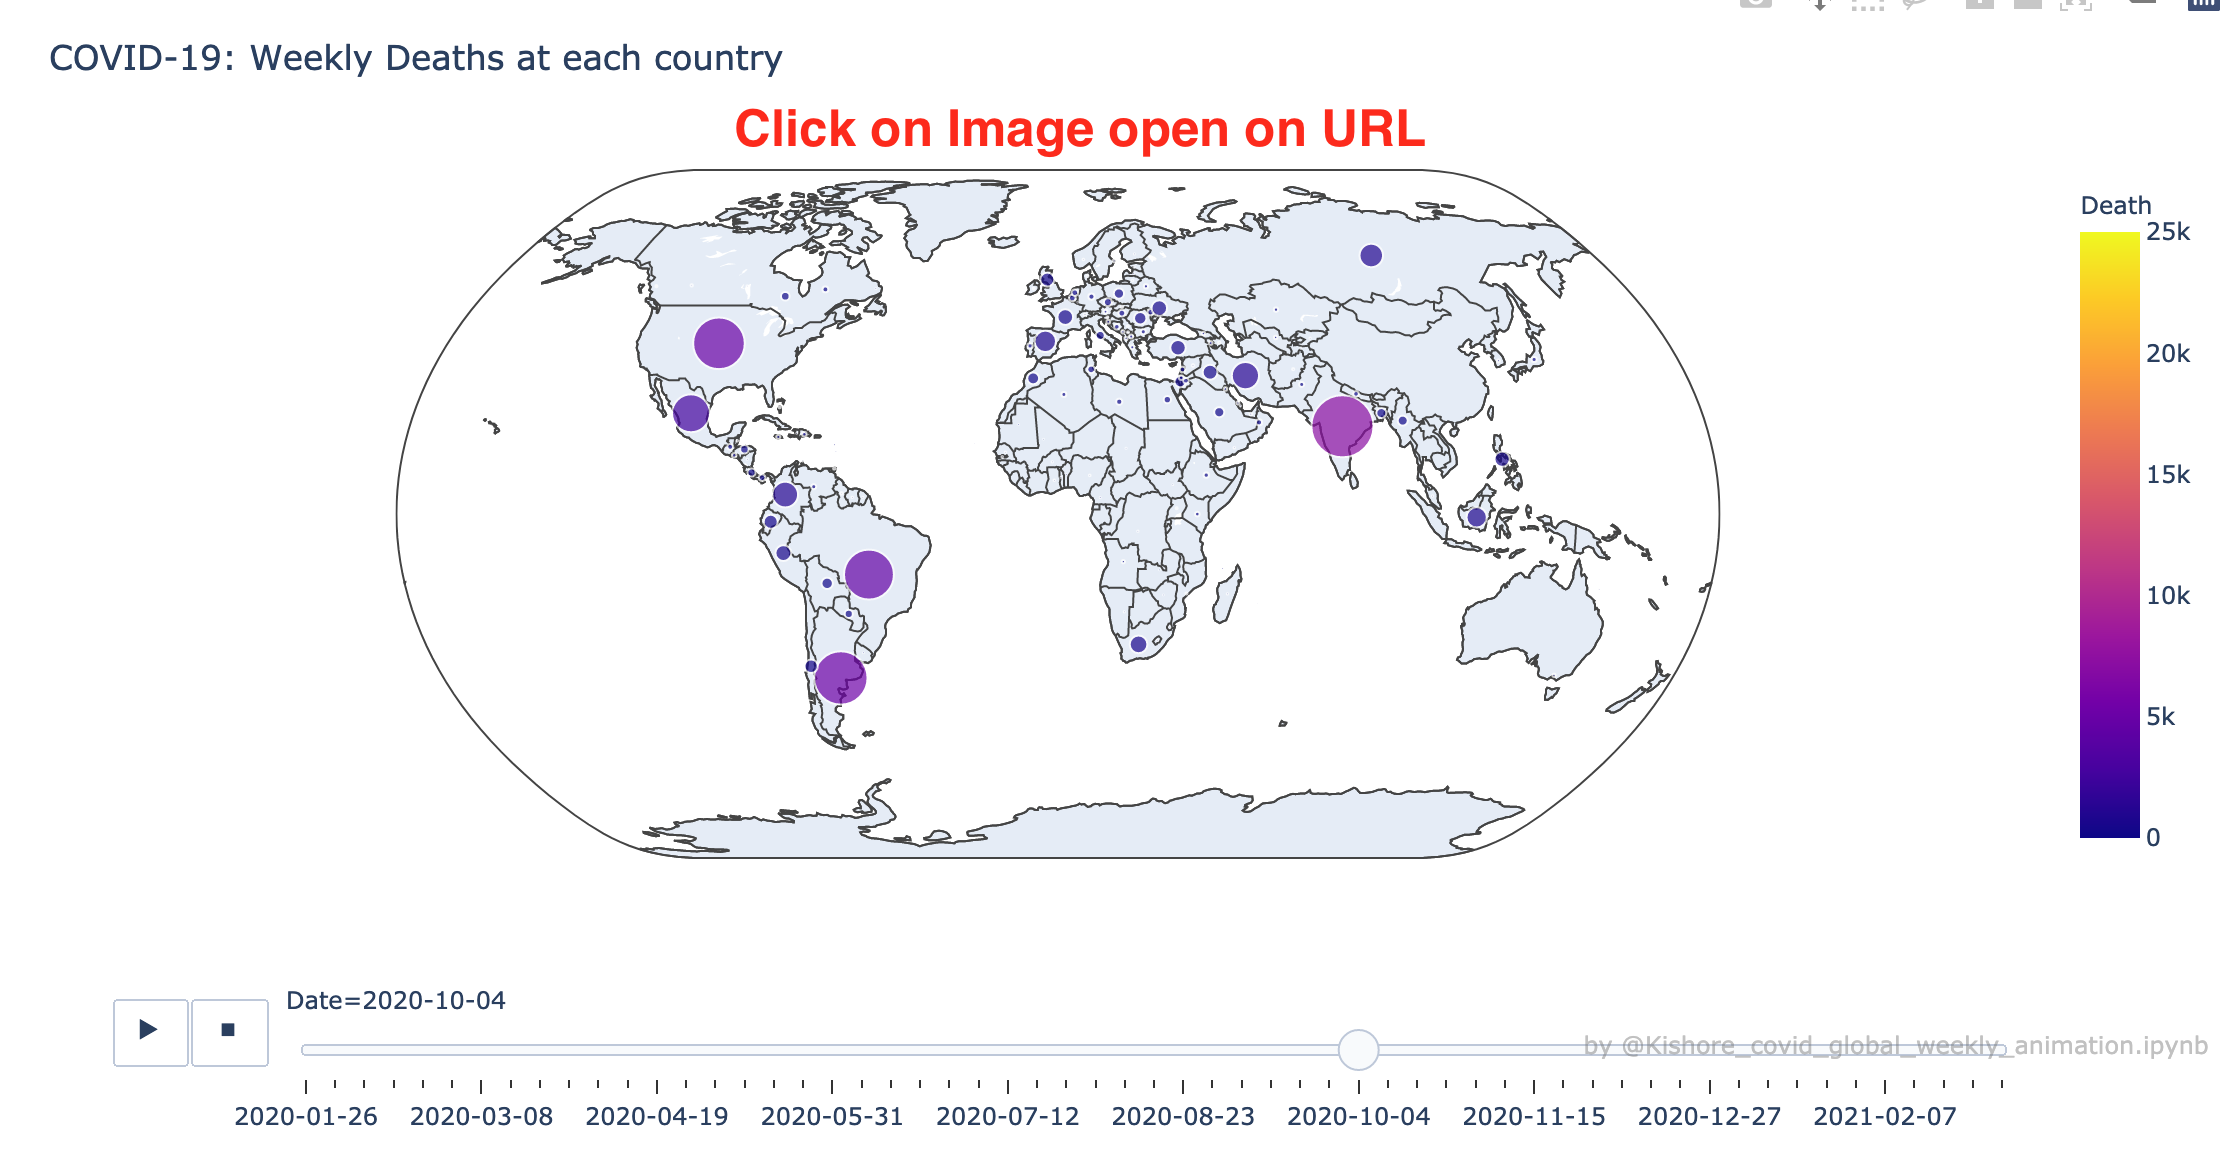 COVID-19: Weekly Deaths at each country
Click on Image open on URL
Death
25k
20k
15k
10k
5k
0
Date=2020-10-04
by @Kishore_covid_global_weekly_animation.ipynb
2020-01-26 2020-03-08 2020-04-19 2020-05-31 2020-07-12 2020-08-23 2020-10-04 2020-11-15 2020-12-27 2021-02-07